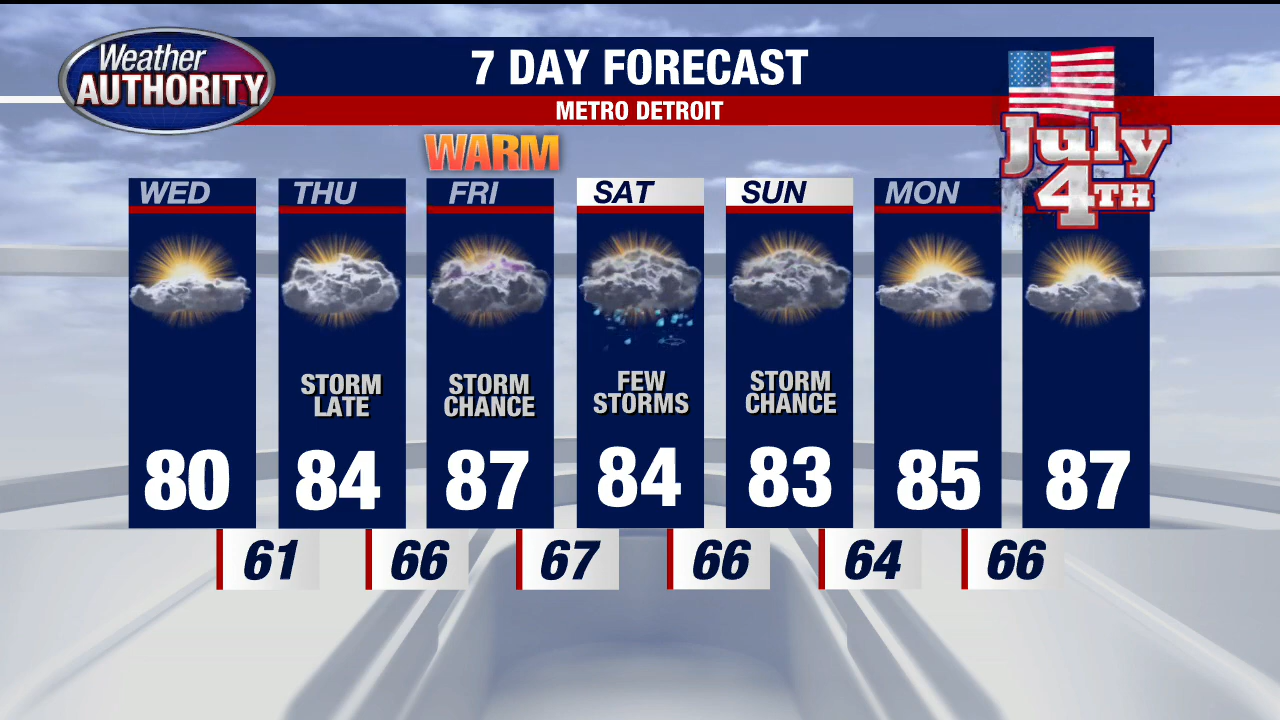 Weather
AUTHORITY
7 DAY FORECAST
METRO DETROIT
July
4TH
WARM
WED
THU
FRI
SAT
SUN
MON
STORM
LATE
STORM
CHANCE
FEW
STORMS
STORM
CHANCE
80
84
87
84
83
85
87
61
66
67
66
64
66